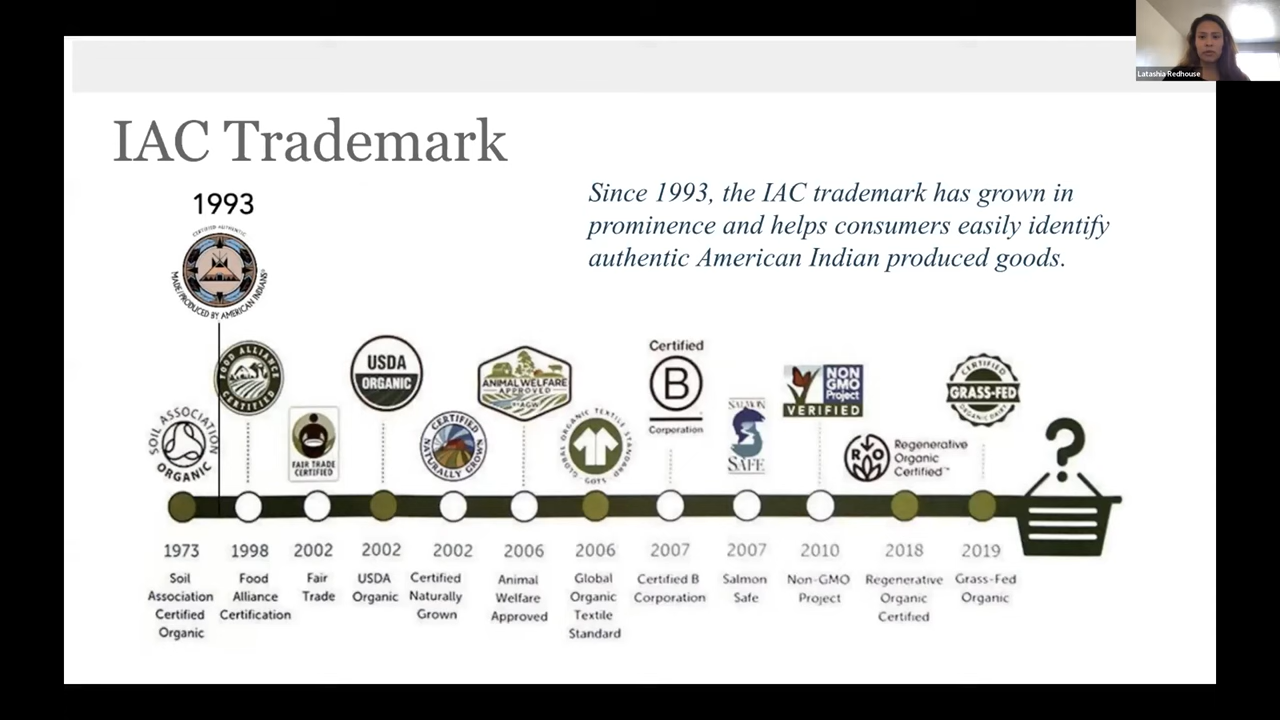 Latashia Redhouse
IAC Trademark
Since 1993, the IAC trademark has grown in
prominence and helps consumers easily identify
authentic American Indian produced goods.
1993
CERTIFIED AUTHENTIC
MADE/PRODUCED BY AMERICAN INDIANS®
SOIL ASSOCIATION
ORGANIC
FOOD ALLIANCE
CERTIFIED
FAIR TRADE
CERTIFIED
USDA
ORGANIC
CERTIFIED
NATURALLY GROWN
ANIMAL WELFARE
APPROVED
BY AGW
GLOBAL ORGANIC TEXTILE STANDARD
GOTS
Certified
B
Corporation
SALMON
SAFE
NON
GMO
Project
VERIFIED
Regenerative
Organic
Certified™
CERTIFIED
GRASS-FED
ORGANIC DAIRY
?
1973
Soil
Association
Certified
Organic
1998
Food
Alliance
Certification
2002
Fair
Trade
2002
USDA
Organic
2002
Certified
Naturally
Grown
2006
Animal
Welfare
Approved
2006
Global
Organic
Textile
Standard
2007
Certified B
Corporation
2007
Salmon
Safe
2010
Non-GMO
Project
2018
Regenerative
Organic
Certified
2019
Grass-Fed
Organic